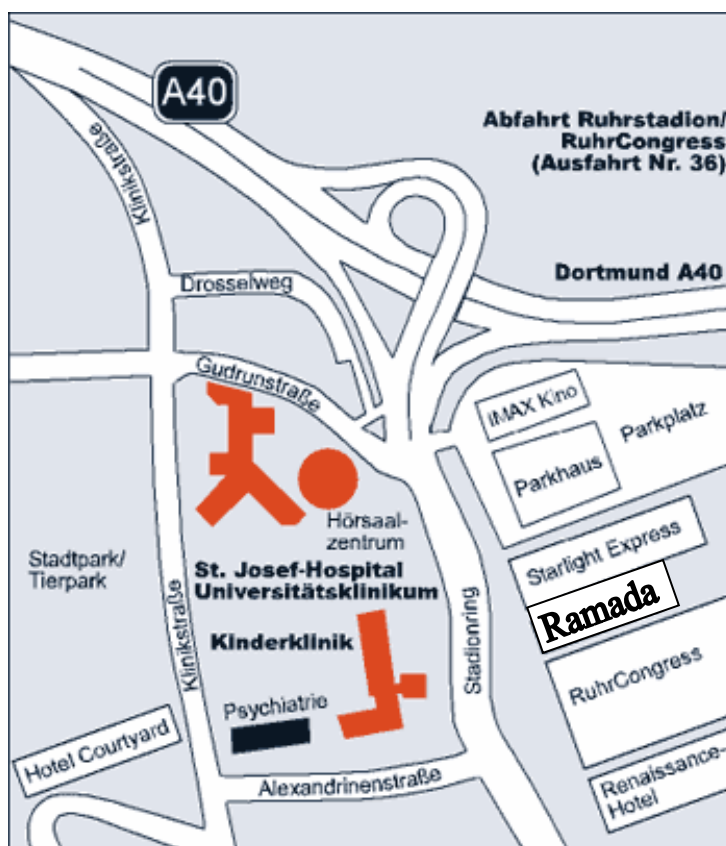 A40
Abfahrt Ruhrstadion/
RuhrCongress
(Ausfahrt Nr. 36)
Klinikstraße
Dortmund A40
Drosselweg
Gudrunstraße
IMAX Kino
Parkplatz
Parkhaus
Hörsaal-
zentrum
Starlight Express
Stadtpark/
Tierpark
St. Josef-Hospital
Universitätsklinikum
Ramada
Klinikstraße
Kinderklinik
Stadionring
RuhrCongress
Psychiatrie
Hotel Courtyard
Alexandrinenstraße
Renaissance-
Hotel